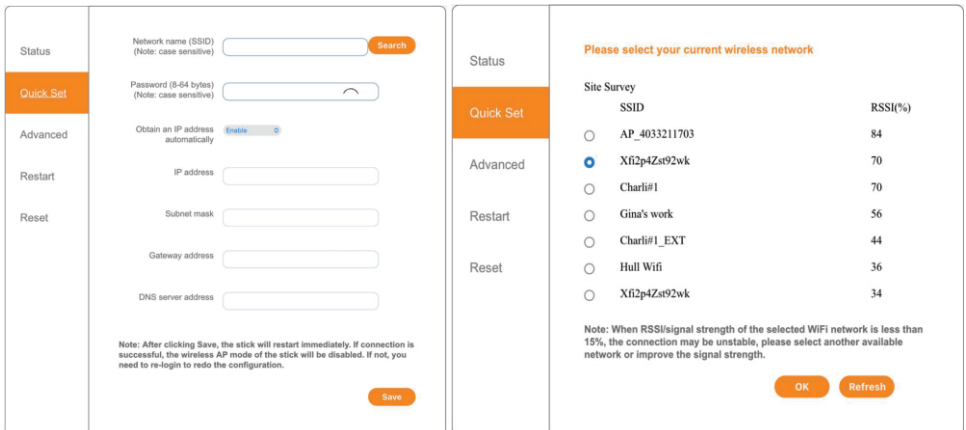 Status
Quick Set
Advanced
Restart
Reset
Network name (SSID)
(Note: case sensitive)
Search
Password (8-64 bytes)
(Note: case sensitive)
Obtain an IP address
automatically
Enable
IP address
Subnet mask
Gateway address
DNS server address
Note: After clicking Save, the stick will restart immediately. If connection is
successful, the wireless AP mode of the stick will be disabled. If not, you
need to re-login to redo the configuration.
Save
Status
Quick Set
Advanced
Restart
Reset
Please select your current wireless network
Site Survey
SSID RSSI(%)
AP_4033211703 84
Xfi2p4Zst92wk 70
Charli#1 70
Gina's work 56
Charli#1_EXT 44
Hull Wifi 36
Xfi2p4Zst92wk 34
Note: When RSSI/signal strength of the selected WiFi network is less than
15%, the connection may be unstable, please select another available
network or improve the signal strength.
OK Refresh